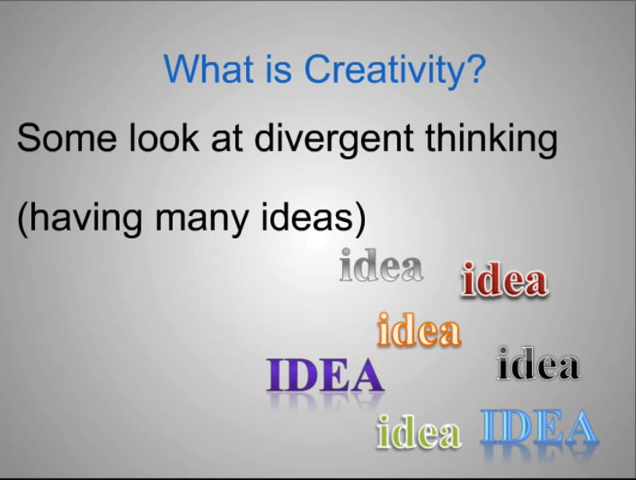 What is Creativity?
Some look at divergent thinking
(having many ideas)
idea
idea
idea
IDEA
idea
idea
IDEA